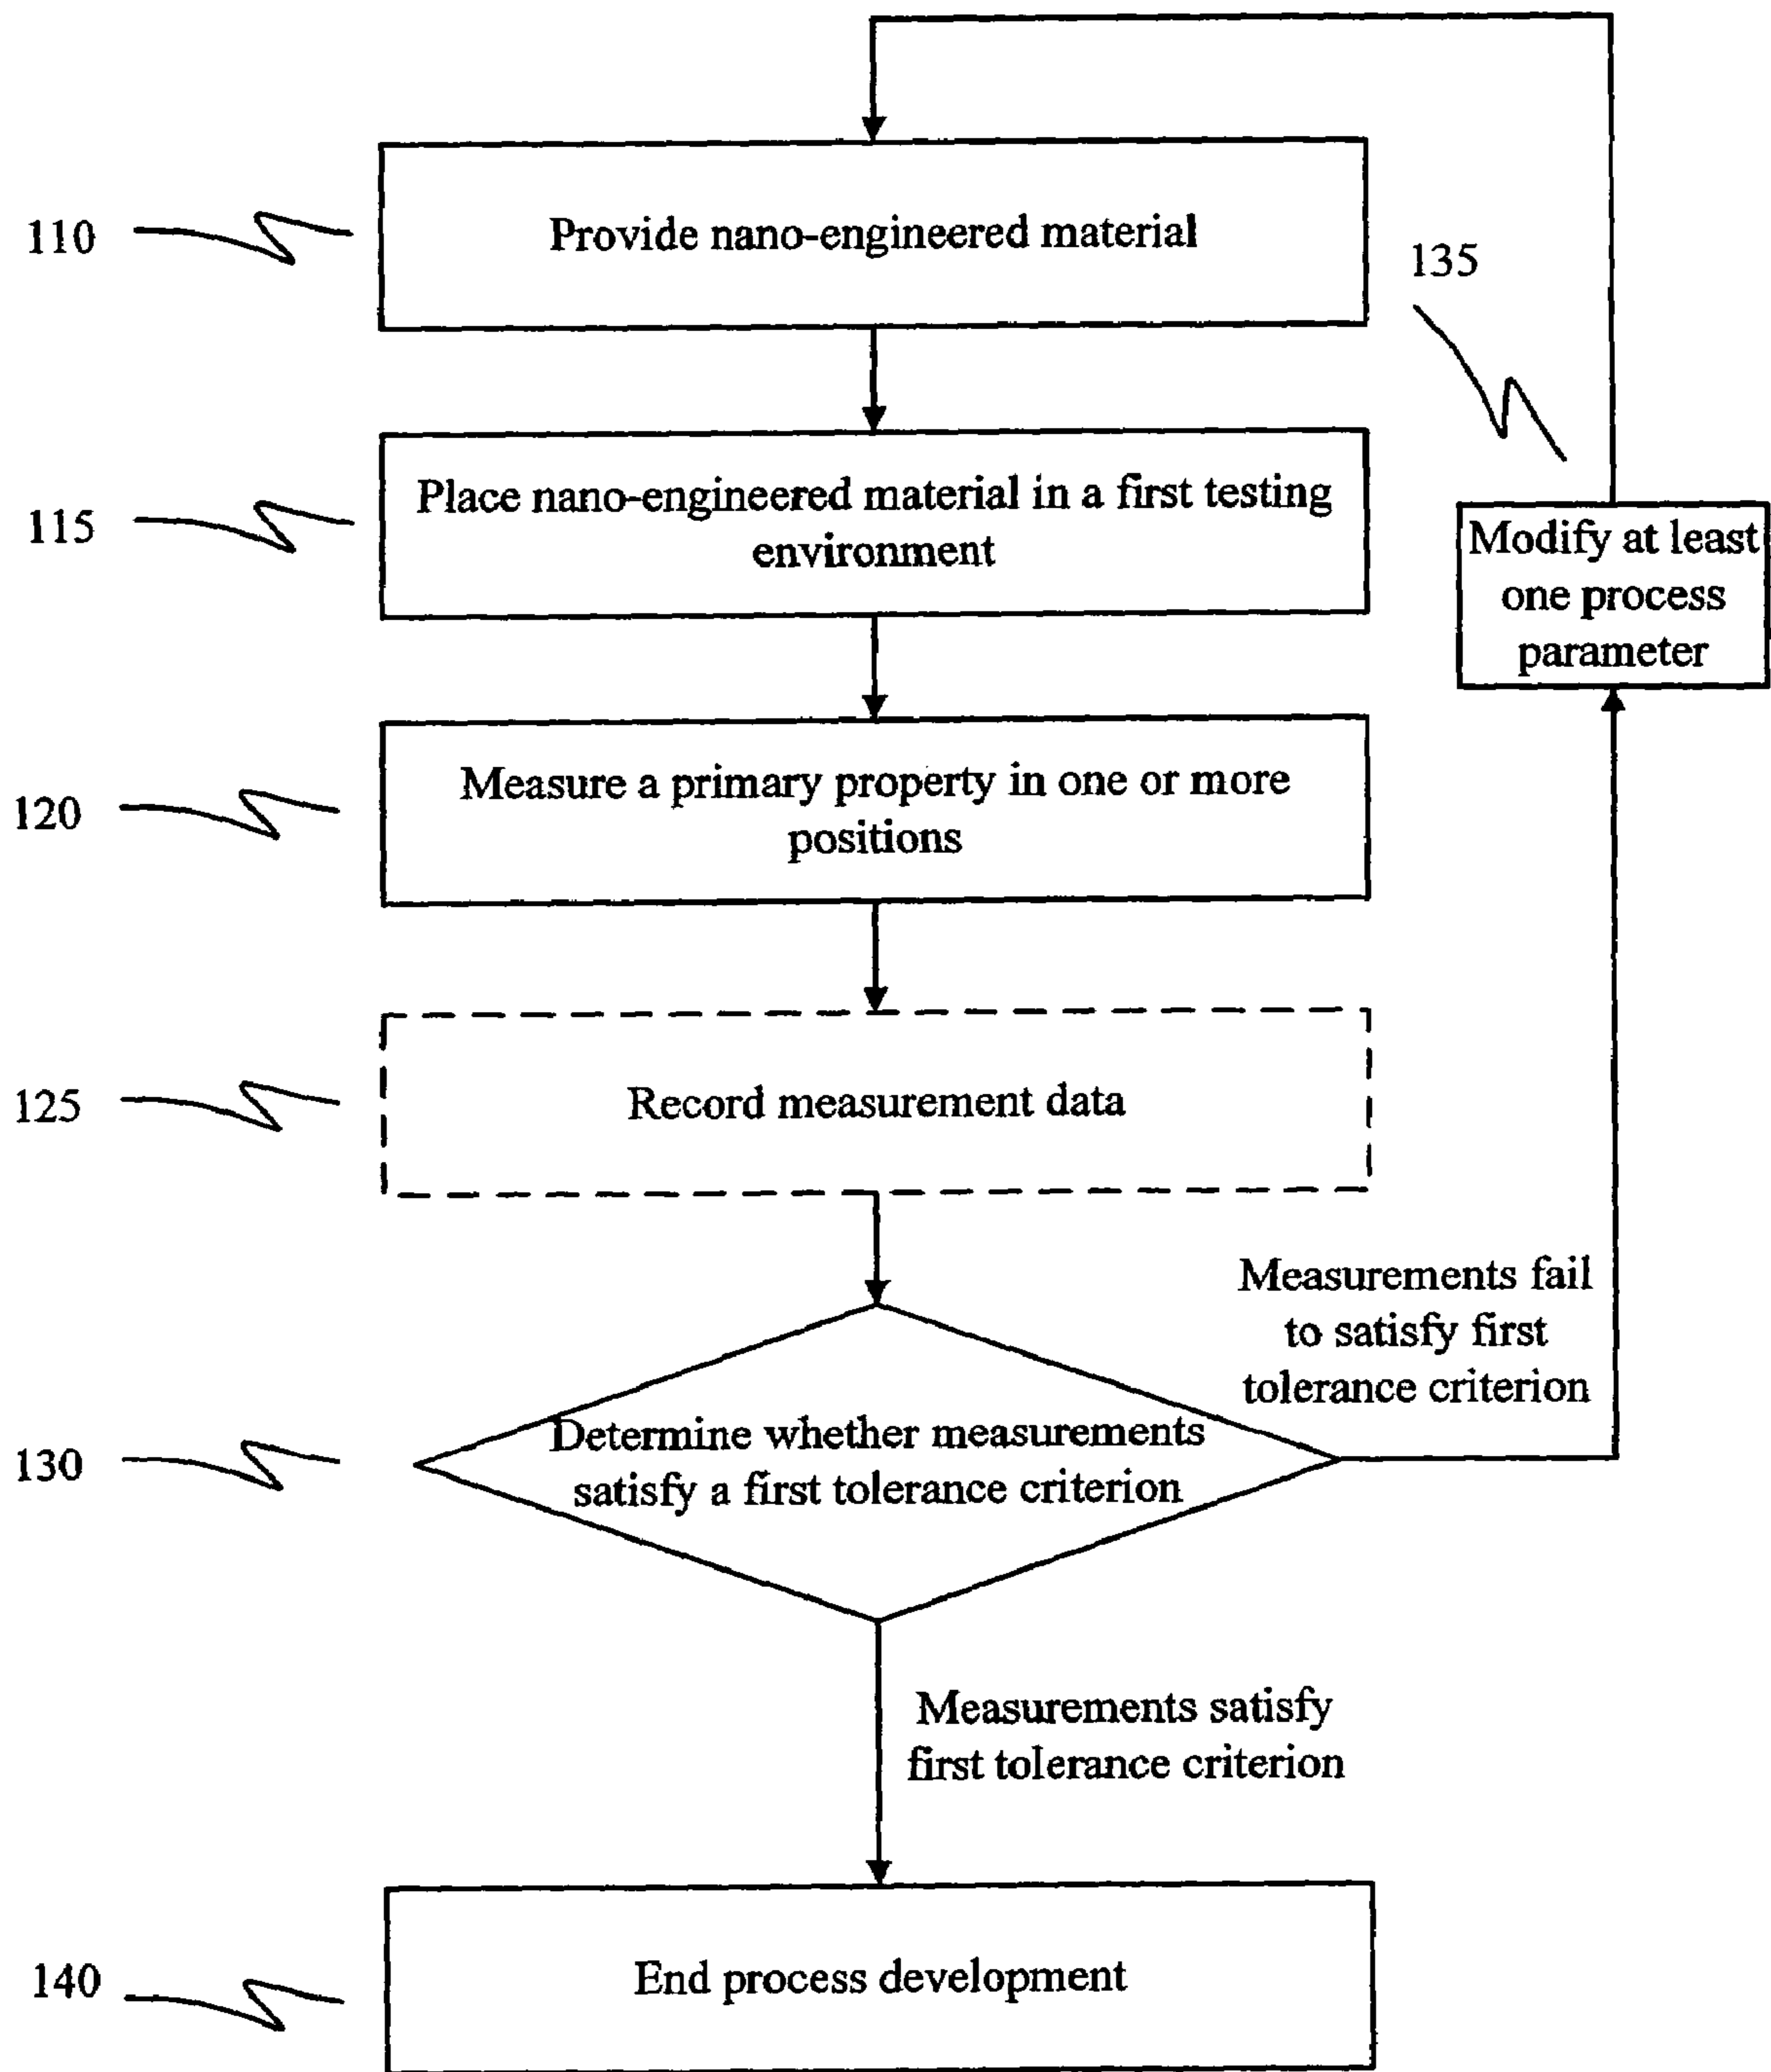 110
Provide nano-engineered material
135
115
Place nano-engineered material in a first testing
environment
Modify at least
one process
parameter
120
Measure a primary property in one or more
positions
125
Record measurement data
Measurements fail
to satisfy first
tolerance criterion
130
Determine whether measurements
satisfy a first tolerance criterion
Measurements satisfy
first tolerance criterion
140
End process development